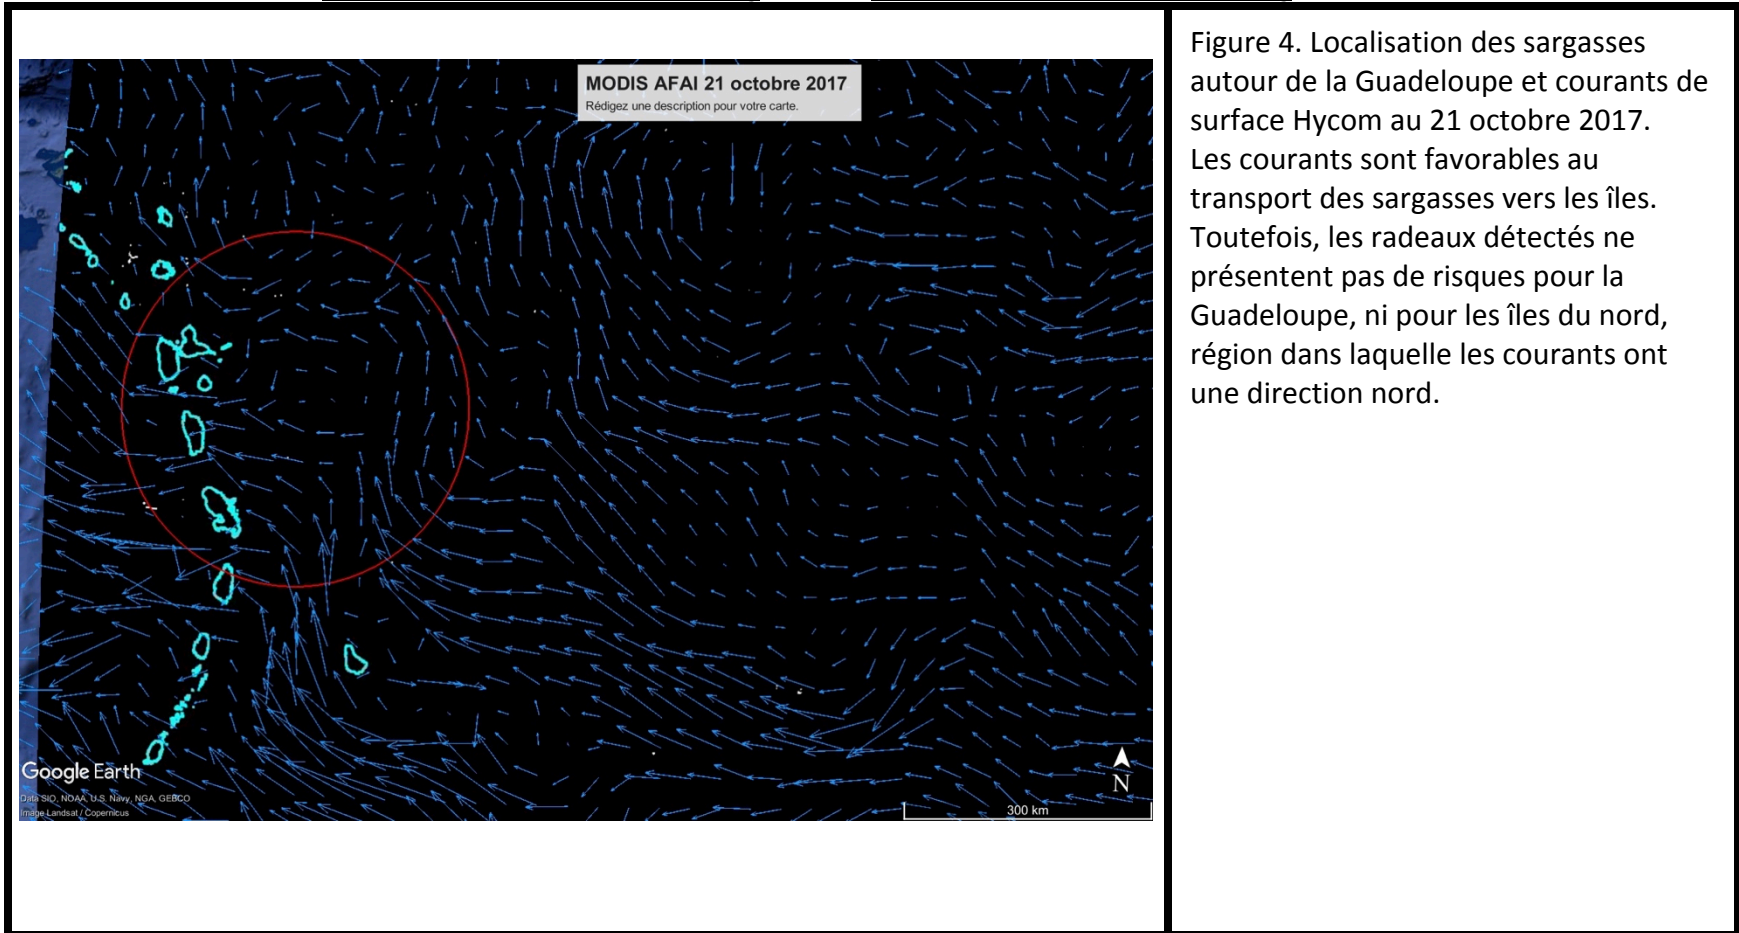 MODIS AFAI 21 octobre 2017
Rédigez une description pour votre carte.
Google Earth
Data SIO, NOAA, U.S. Navy, NGA, GEBCO
Image Landsat / Copernicus
N
300 km
Figure 4. Localisation des sargasses
autour de la Guadeloupe et courants de
surface Hycom au 21 octobre 2017.
Les courants sont favorables au
transport des sargasses vers les îles.
Toutefois, les radeaux détectés ne
présentent pas de risques pour la
Guadeloupe, ni pour les îles du nord,
région dans laquelle les courants ont
une direction nord.